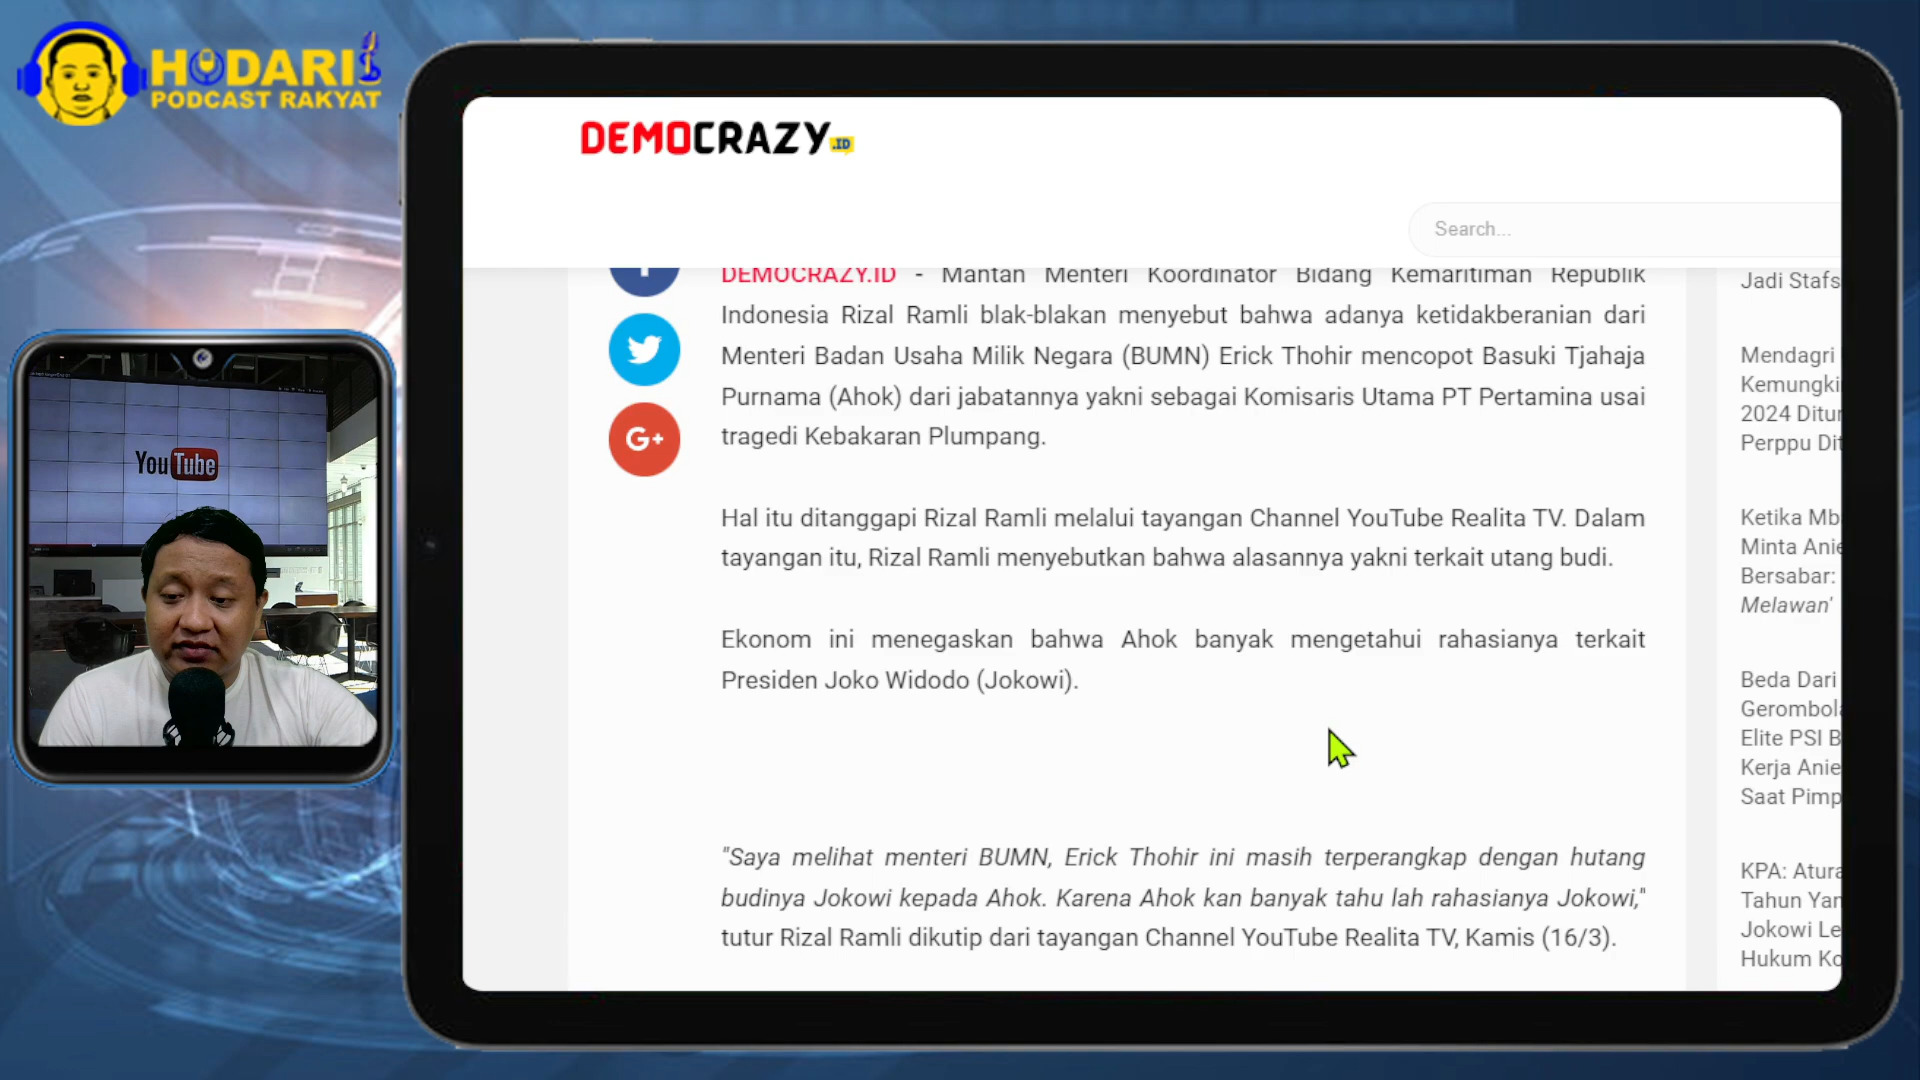 HODARI
PODCAST RAKYAT
YouTube
DEMOCRAZY.ID
Search...
G+
DEMOCRAZY.ID - Mantan Menteri Koordinator Bidang Kemaritiman Republik
Indonesia Rizal Ramli blak-blakan menyebut bahwa adanya ketidakberanian dari
Menteri Badan Usaha Milik Negara (BUMN) Erick Thohir mencopot Basuki Tjahaja
Purnama (Ahok) dari jabatannya yakni sebagai Komisaris Utama PT Pertamina usai
tragedi Kebakaran Plumpang.
Hal itu ditanggapi Rizal Ramli melalui tayangan Channel YouTube Realita TV. Dalam
tayangan itu, Rizal Ramli menyebutkan bahwa alasannya yakni terkait utang budi.
Ekonom ini menegaskan bahwa Ahok banyak mengetahui rahasianya terkait
Presiden Joko Widodo (Jokowi).
"Saya melihat menteri BUMN, Erick Thohir ini masih terperangkap dengan hutang
budinya Jokowi kepada Ahok. Karena Ahok kan banyak tahu lah rahasianya Jokowi,"
tutur Rizal Ramli dikutip dari tayangan Channel YouTube Realita TV, Kamis (16/3).
Jadi Stafs
Mendagri
Kemungki
2024 Ditu
Perppu Dit
Ketika Mb
Minta Anie
Bersabar:
Melawan'
Beda Dari
Gerombola
Elite PSI B
Kerja Anie
Saat Pimp
KPA: Atura
Tahun Yan
Jokowi Le
Hukum Ko